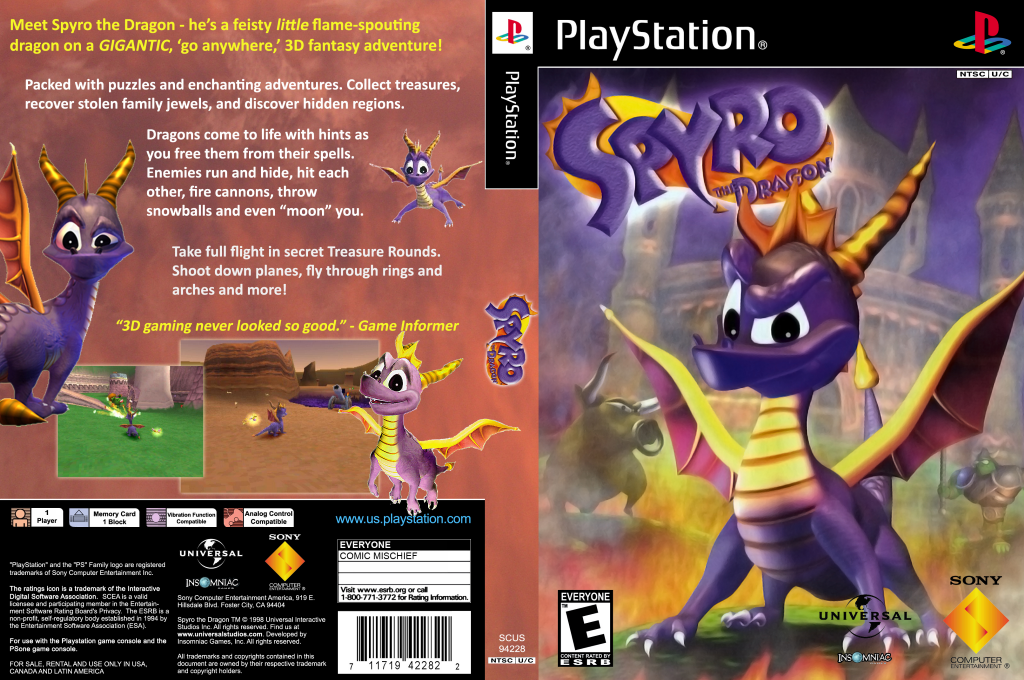 Meet Spyro the Dragon - he's a feisty little flame-spouting
dragon on a GIGANTIC, 'go anywhere,' 3D fantasy adventure!
Packed with puzzles and enchanting adventures. Collect treasures,
recover stolen family jewels, and discover hidden regions.
Dragons come to life with hints as
you free them from their spells.
Enemies run and hide, hit each
other, fire cannons, throw
snowballs and even “moon” you.
Take full flight in secret Treasure Rounds.
Shoot down planes, fly through rings and
arches and more!
“3D gaming never looked so good.” - Game Informer
1
Player
Memory Card
1 Block
Vibration Function
Compatible
Analog Control
Compatible
www.us.playstation.com
"PlayStation" and the "PS" Family logo are registered
trademarks of Sony Computer Entertainment Inc.
The ratings icon is a trademark of the Interactive
Digital Software Association. SCEA is a valid
licensee and participating member in the Entertain-
ment Software Rating Board's Privacy. The ESRB is a
non-profit, self-regulatory body established in 1994 by
the Entertainment Software Association (ESA).
For use with the Playstation game console and the
PSone game console.
FOR SALE, RENTAL AND USE ONLY IN USA,
CANADA AND LATIN AMERICA
UNIVERSAL
INSOMNIAC
SONY
COMPUTER
ENTERTAINMENT ®
Sony Computer Entertainment America, 919 E.
Hillsdale Blvd. Foster City, CA 94404
Spyro the Dragon TM © 1998 Universal Interactive
Studios Inc. All rights reserved. Find us at
www.universalstudios.com. Developed by
Insomniac Games, Inc. All rights reserved.
All trademarks and copyrights contained in this
document are owned by their respective trademark
and copyright holders.
EVERYONE
COMIC MISCHIEF
Visit www.esrb.org or call
1-800-771-3772 for Rating Information.
7 11719 42282 2
®
PlayStation®
SPYRO
THE DRAGON
SCUS
94228
NTSC U/C
PlayStation®
®
NTSC U/C
SPYRO
THE DRAGON
EVERYONE
TM
E
CONTENT RATED BY
ESRB
UNIVERSAL
INSOMNIAC
SONY
COMPUTER
ENTERTAINMENT ®